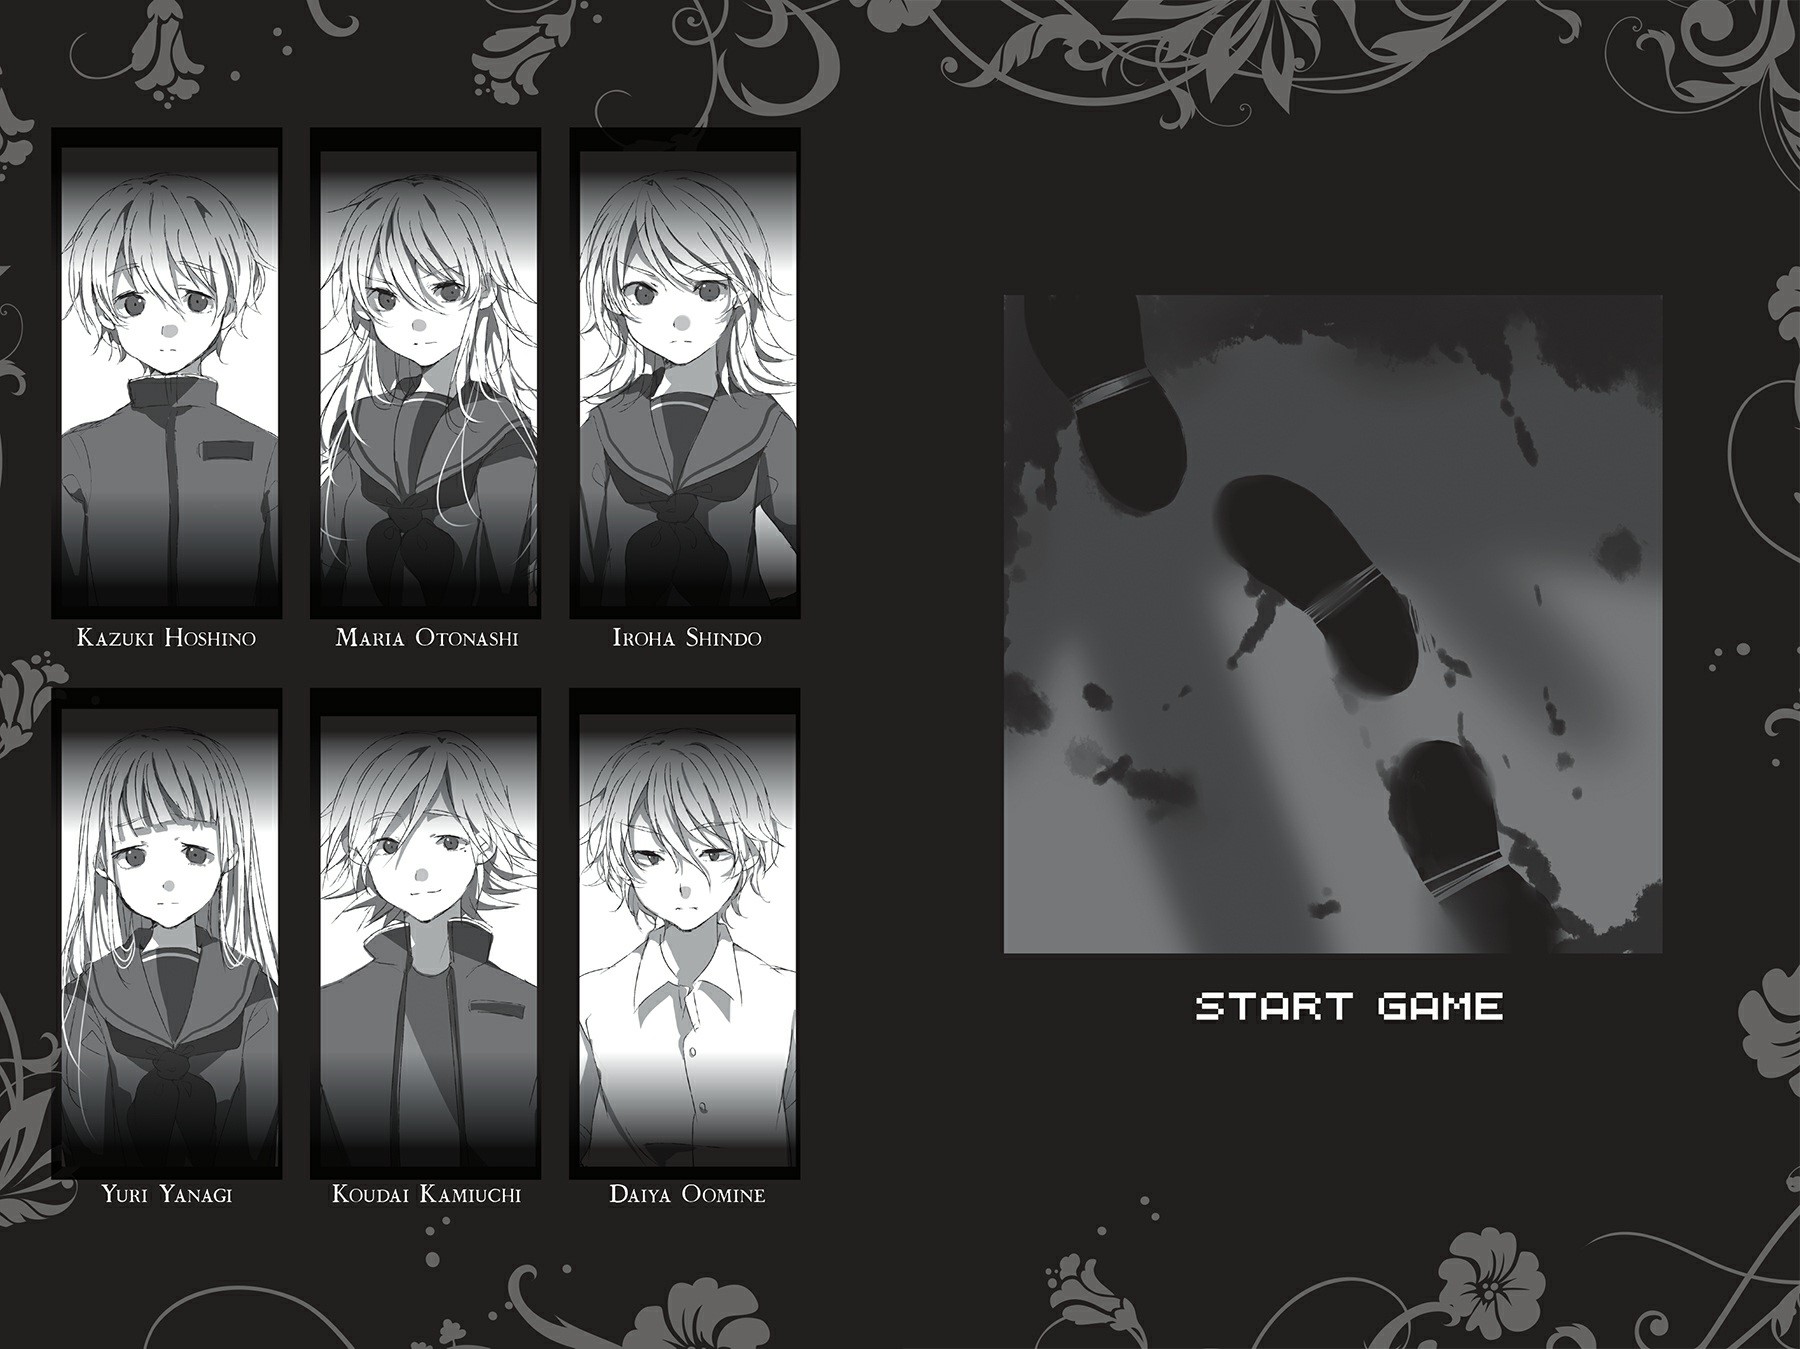 Kazuki Hoshino
Maria Otonashi
Iroha Shindo
Yuri Yanagi
Koudai Kamiuchi
Daiya Oomine
START GAME